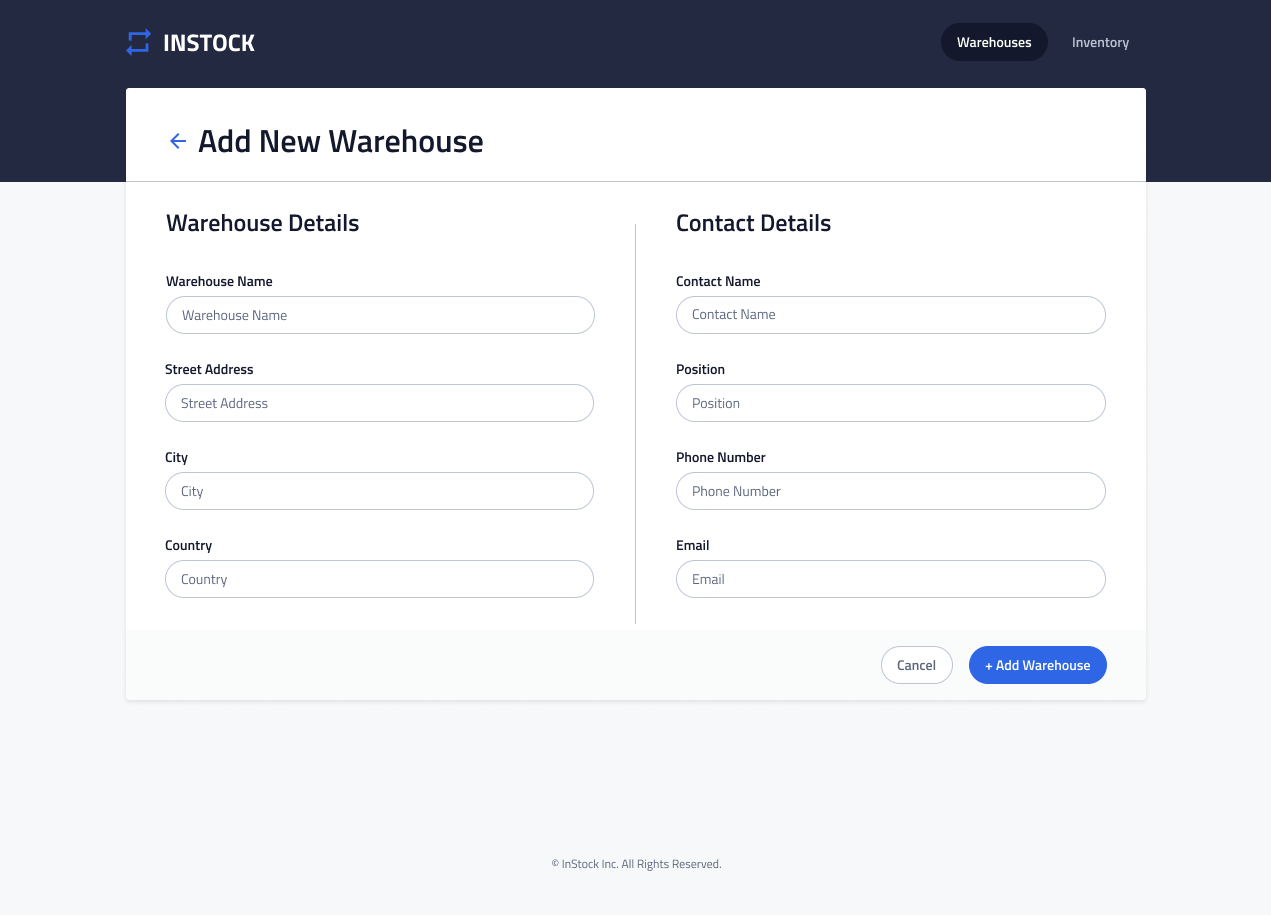 INSTOCK
Warehouses
Inventory
Add New Warehouse
Warehouse Details
Warehouse Name
Warehouse Name
Street Address
Street Address
City
City
Country
Country
Contact Details
Contact Name
Contact Name
Position
Position
Phone Number
Phone Number
Email
Email
Cancel
+ Add Warehouse
© InStock Inc. All Rights Reserved.